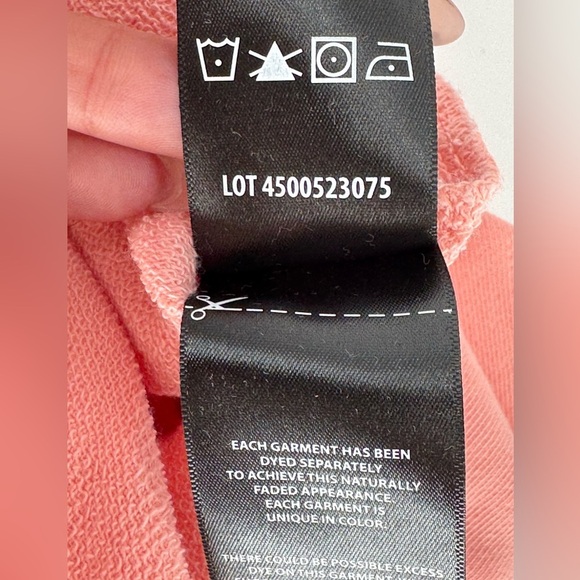 LOT 4500523075
EACH GARMENT HAS BEEN
DYED SEPARATELY
TO ACHIEVE THIS NATURALLY
FADED APPEARANCE.
EACH GARMENT IS
UNIQUE IN COLOR.
THERE COULD BE POSSIBLE EXCESS
DYE ON THIS GARMENT